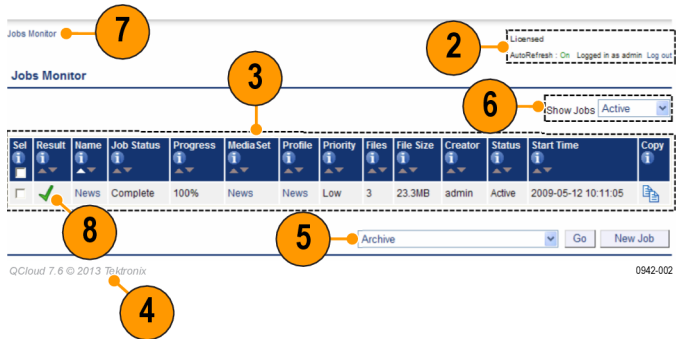 7
Jobs Monitor
2
Licensed
AutoRefresh : On Logged in as admin Log out
Jobs Monitor
3
6
Show Jobs Active
Sel Result Name Job Status Progress MediaSet Profile Priority Files File Size Creator Status Start Time Copy
News Complete 100% News News Low 3 23.3MB admin Active 2009-05-12 10:11:05
8
5
Archive Go New Job
QCloud 7.6 © 2013 Tektronix
0942-002
4